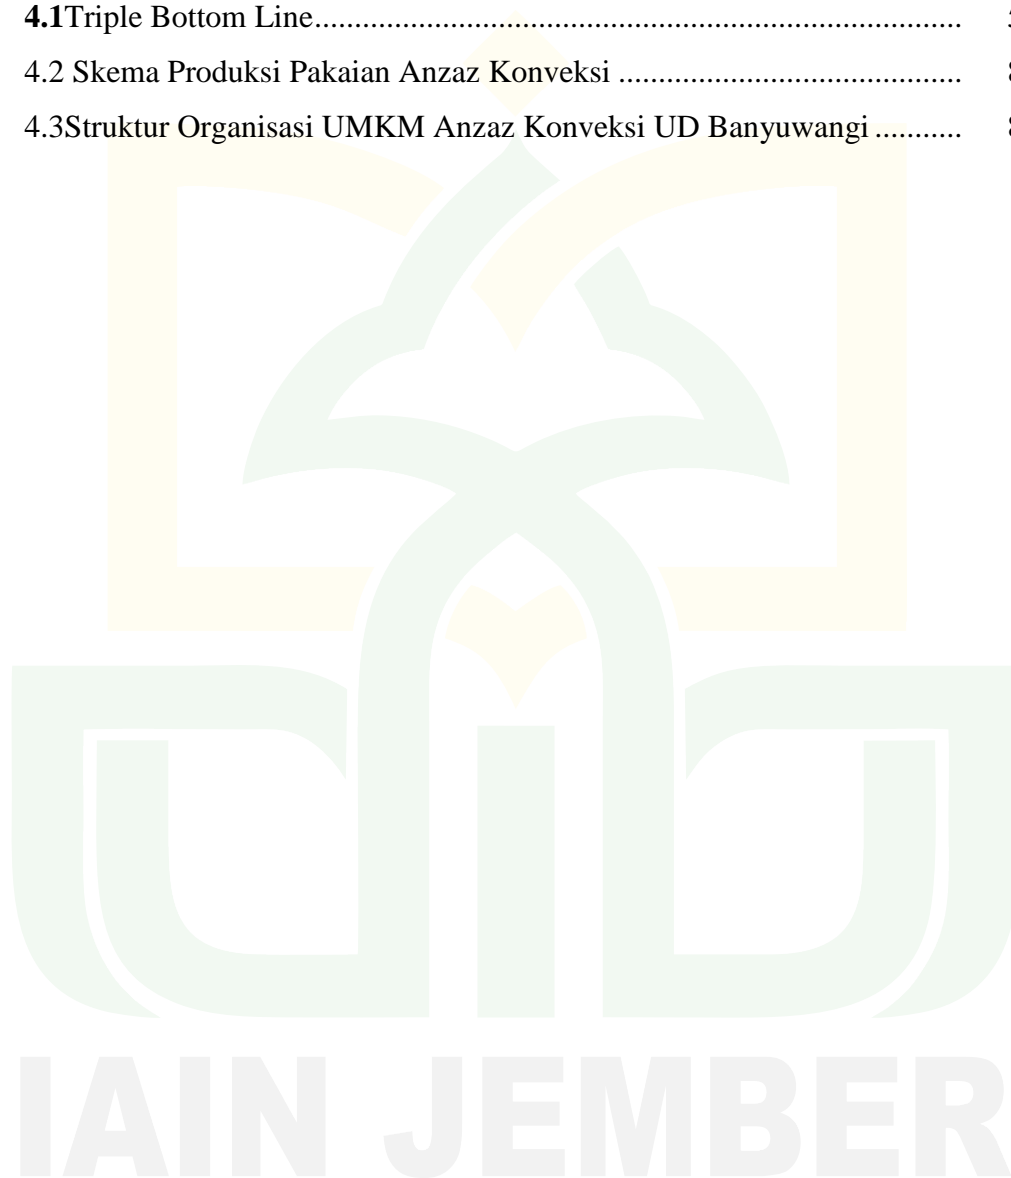 4.1Triple Bottom Line.................................................................................
4.2 Skema Produksi Pakaian Anzaz Konveksi ...........................................
4.3Struktur Organisasi UMKM Anzaz Konveksi UD Banyuwangi ...........
IAIN JEMBER